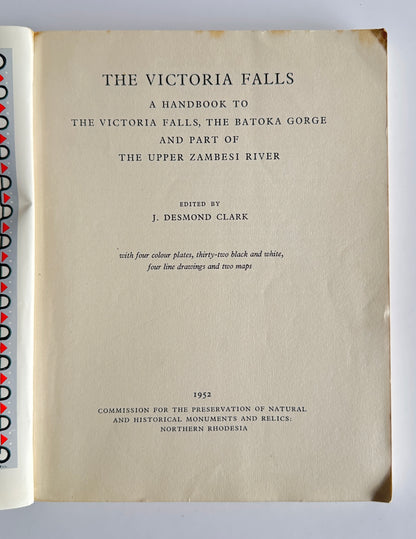 THE VICTORIA FALLS
A HANDBOOK TO
THE VICTORIA FALLS, THE BATOKA GORGE
AND PART OF
THE UPPER ZAMBESI RIVER
EDITED BY
J. DESMOND CLARK
with four colour plates, thirty-two black and white,
four line drawings and two maps
1952
COMMISSION FOR THE PRESERVATION OF NATURAL
AND HISTORICAL MONUMENTS AND RELICS:
NORTHERN RHODESIA